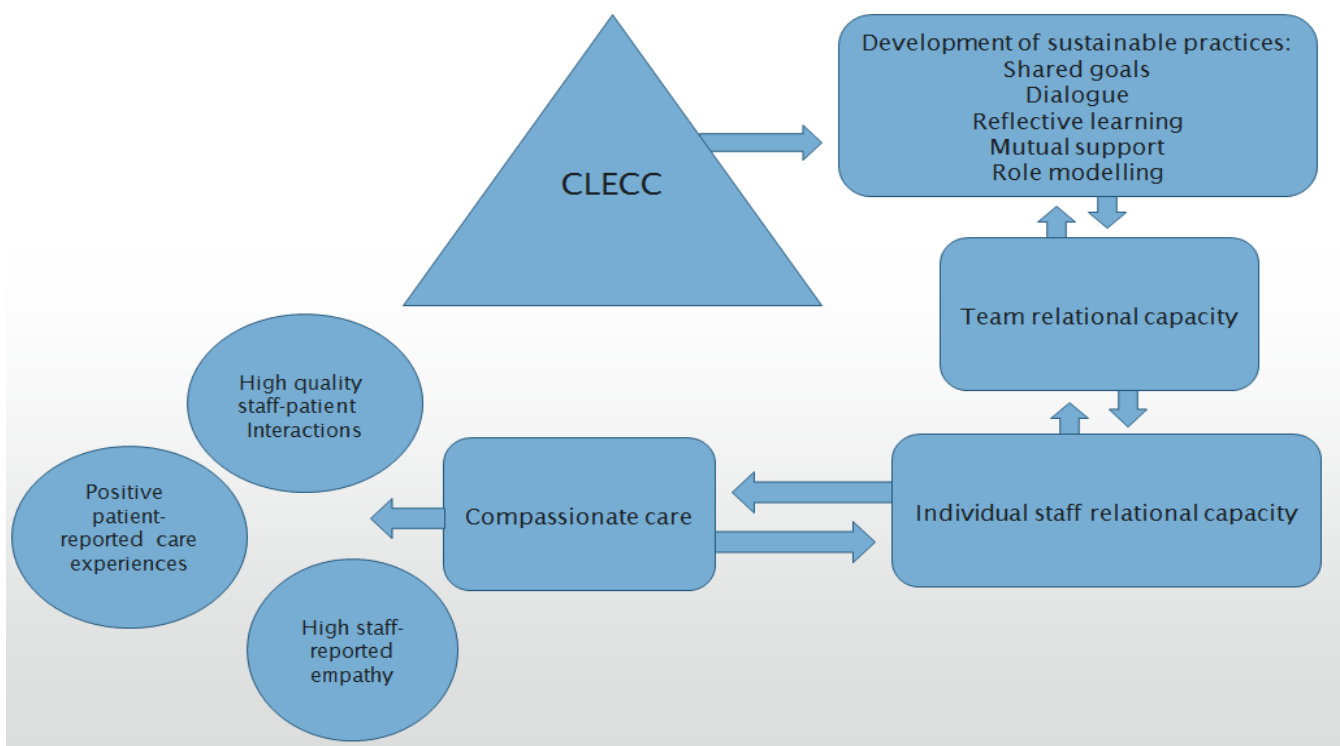 CLECC
Development of sustainable practices:
Shared goals
Dialogue
Reflective learning
Mutual support
Role modelling
Team relational capacity
Individual staff relational capacity
Compassionate care
High quality
staff-patient
Interactions
Positive
patient-
reported care
experiences
High staff-
reported
empathy